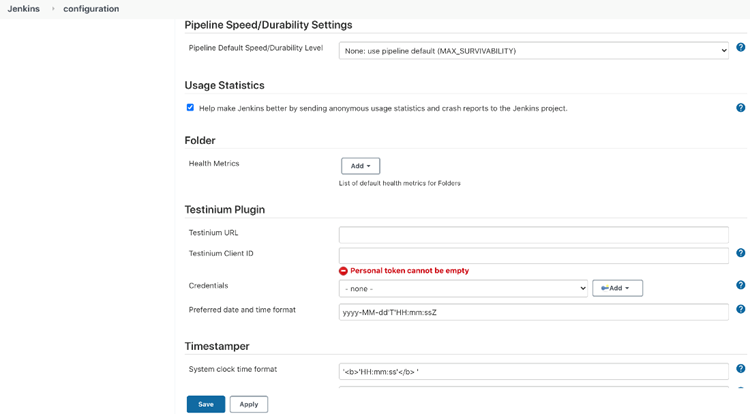 Jenkins › configuration
Pipeline Speed/Durability Settings
Pipeline Default Speed/Durability Level
None: use pipeline default (MAX_SURVIVABILITY)
Usage Statistics
Help make Jenkins better by sending anonymous usage statistics and crash reports to the Jenkins project.
Folder
Health Metrics
Add
List of default health metrics for Folders
Testinium Plugin
Testinium URL
Testinium Client ID
Personal token cannot be empty
Credentials
- none -
Add
Preferred date and time format
yyyy-MM-dd'T'HH:mm:ssZ
Timestamper
System clock time format
'<b>'HH:mm:ss'</b> '
Save
Apply